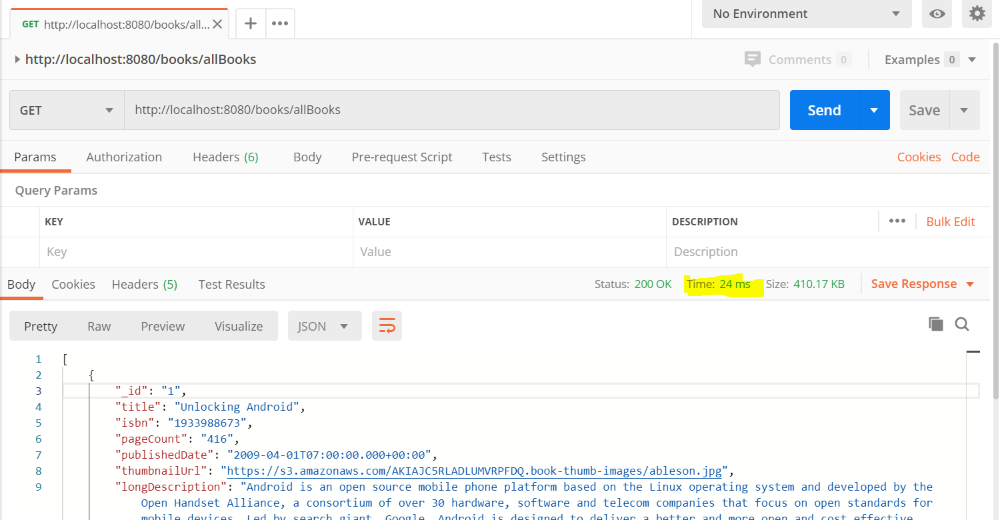 GET http://localhost:8080/books/all...
No Environment
http://localhost:8080/books/allBooks
Comments 0
Examples 0
GET http://localhost:8080/books/allBooks
Send
Save
Params Authorization Headers (6) Body Pre-request Script Tests Settings
Cookies Code
Query Params
KEY VALUE DESCRIPTION
Bulk Edit
Key Value Description
Body Cookies Headers (5) Test Results
Status: 200 OK Time: 24 ms Size: 410.17 KB
Save Response
Pretty Raw Preview Visualize JSON
1 [
2 {
3 "_id": "1",
4 "title": "Unlocking Android",
5 "isbn": "1933988673",
6 "pageCount": "416",
7 "publishedDate": "2009-04-01T07:00:00.000+00:00",
8 "thumbnailUrl": "https://s3.amazonaws.com/AKIAJC5RLADLUMVRPFDQ.book-thumb-images/ableson.jpg",
9 "longDescription": "Android is an open source mobile phone platform based on the Linux operating system and developed by the
Open Handset Alliance, a consortium of over 30 hardware, software and telecom companies that focus on open standards for
mobile devices. Led by search giant, Google, Android is designed to deliver a better and more open and cost effective